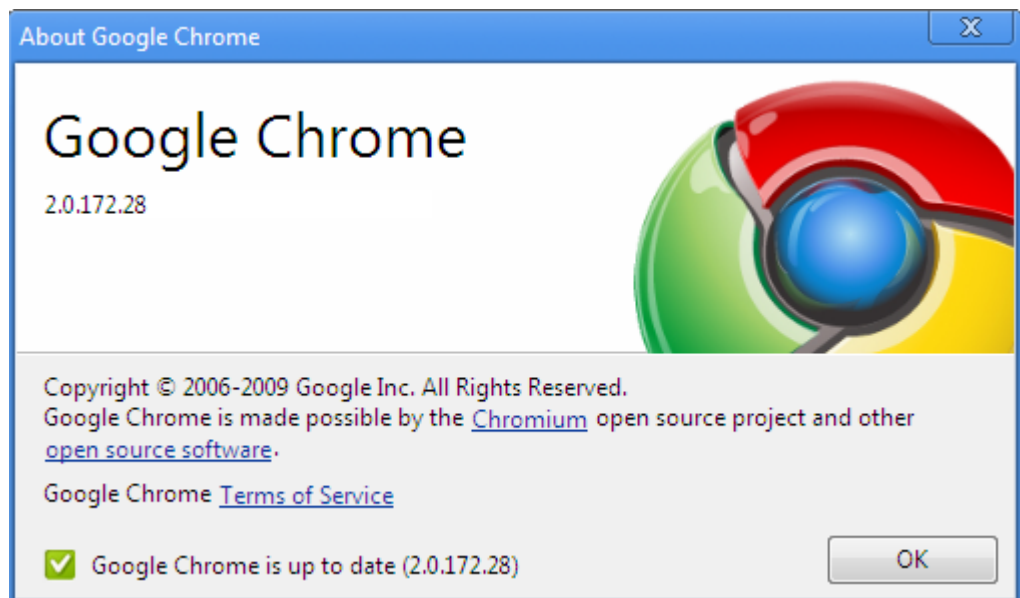 About Google Chrome
Google Chrome
2.0.172.28
Copyright © 2006-2009 Google Inc. All Rights Reserved.
Google Chrome is made possible by the Chromium open source project and other
open source software.
Google Chrome Terms of Service
Google Chrome is up to date (2.0.172.28)
OK